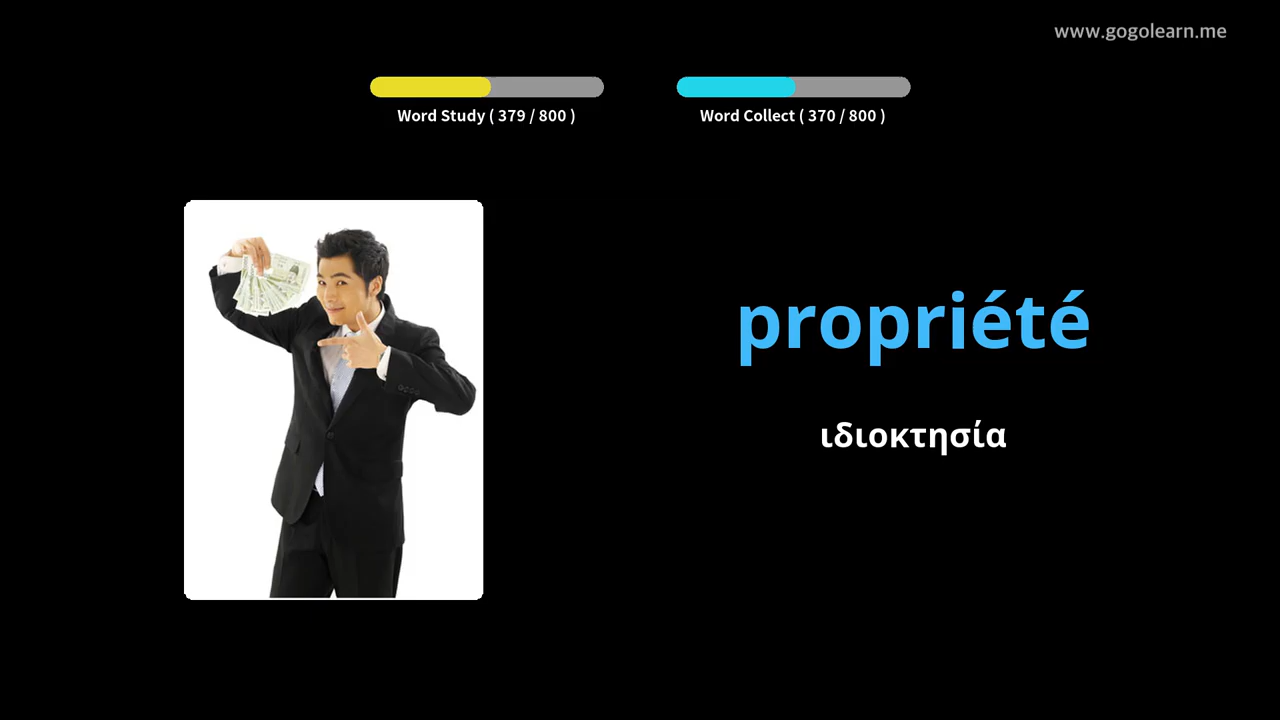 www.gogolearn.me
Word Study ( 379 / 800 )
Word Collect ( 370 / 800 )
propriété
ιδιοκτησία